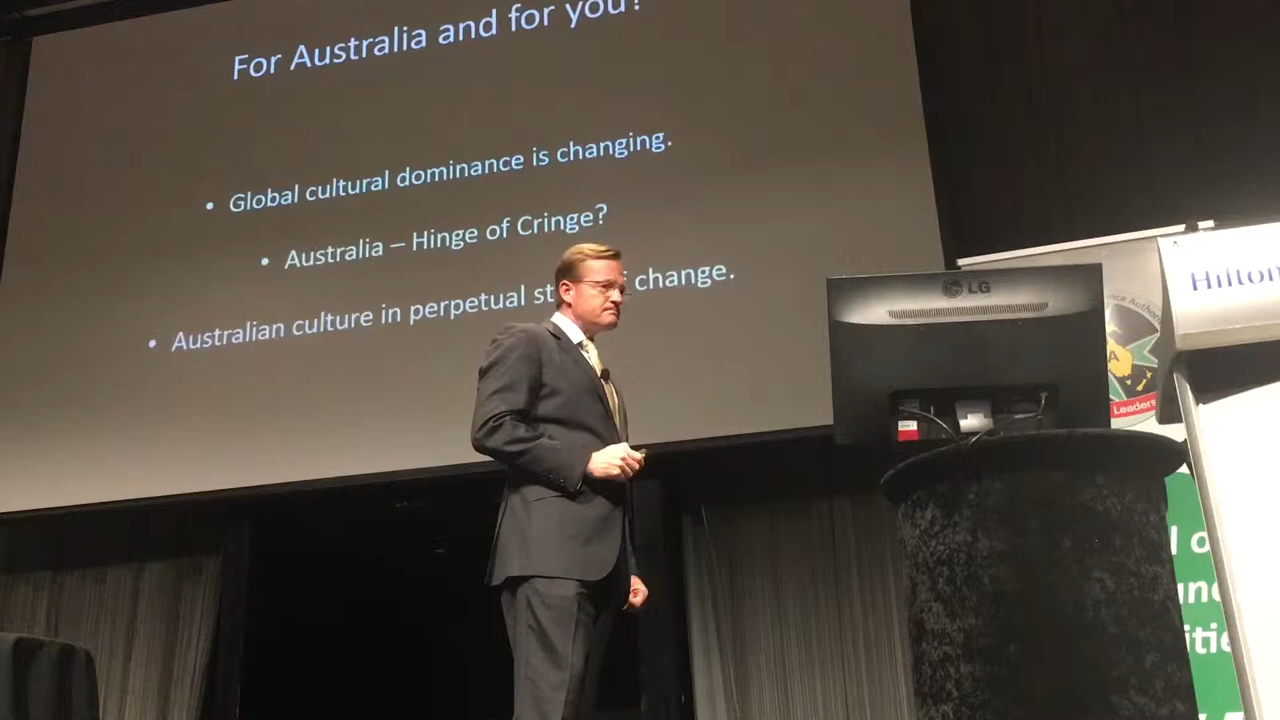 For Australia and for you?
• Global cultural dominance is changing.
• Australia – Hinge of Cringe?
• Australian culture in perpetual st change.
LG
Hilton
Leaders